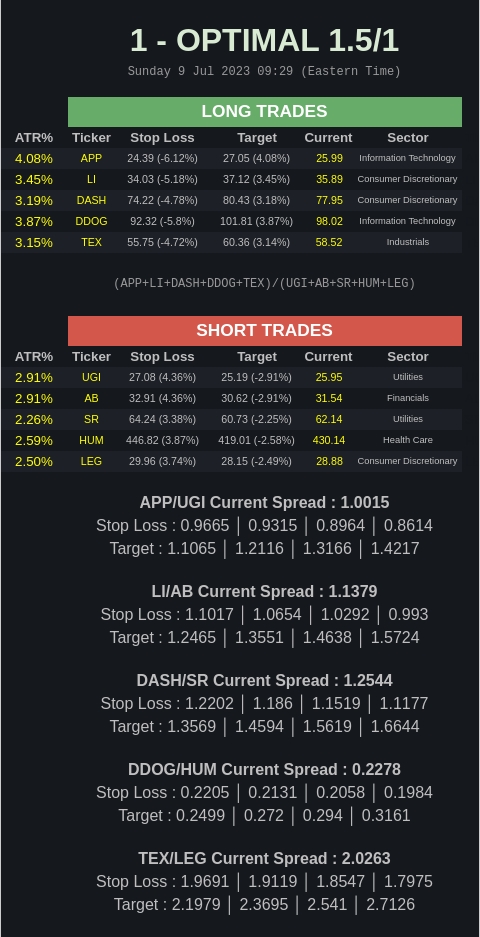 1 - OPTIMAL 1.5/1
Sunday 9 Jul 2023 09:29 (Eastern Time)
LONG TRADES
ATR% Ticker Stop Loss Target Current Sector
4.08% APP 24.39 (-6.12%) 27.05 (4.08%) 25.99 Information Technology
3.45% LI 34.03 (-5.18%) 37.12 (3.45%) 35.89 Consumer Discretionary
3.19% DASH 74.22 (-4.78%) 80.43 (3.18%) 77.95 Consumer Discretionary
3.87% DDOG 92.32 (-5.8%) 101.81 (3.87%) 98.02 Information Technology
3.15% TEX 55.75 (-4.72%) 60.36 (3.14%) 58.52 Industrials
(APP+LI+DASH+DDOG+TEX)/(UGI+AB+SR+HUM+LEG)
SHORT TRADES
ATR% Ticker Stop Loss Target Current Sector
2.91% UGI 27.08 (4.36%) 25.19 (-2.91%) 25.95 Utilities
2.91% AB 32.91 (4.36%) 30.62 (-2.91%) 31.54 Financials
2.26% SR 64.24 (3.38%) 60.73 (-2.25%) 62.14 Utilities
2.59% HUM 446.82 (3.87%) 419.01 (-2.58%) 430.14 Health Care
2.50% LEG 29.96 (3.74%) 28.15 (-2.49%) 28.88 Consumer Discretionary
APP/UGI Current Spread : 1.0015
Stop Loss : 0.9665 │ 0.9315 │ 0.8964 │ 0.8614
Target : 1.1065 │ 1.2116 │ 1.3166 │ 1.4217
LI/AB Current Spread : 1.1379
Stop Loss : 1.1017 │ 1.0654 │ 1.0292 │ 0.993
Target : 1.2465 │ 1.3551 │ 1.4638 │ 1.5724
DASH/SR Current Spread : 1.2544
Stop Loss : 1.2202 │ 1.186 │ 1.1519 │ 1.1177
Target : 1.3569 │ 1.4594 │ 1.5619 │ 1.6644
DDOG/HUM Current Spread : 0.2278
Stop Loss : 0.2205 │ 0.2131 │ 0.2058 │ 0.1984
Target : 0.2499 │ 0.272 │ 0.294 │ 0.3161
TEX/LEG Current Spread : 2.0263
Stop Loss : 1.9691 │ 1.9119 │ 1.8547 │ 1.7975
Target : 2.1979 │ 2.3695 │ 2.541 │ 2.7126